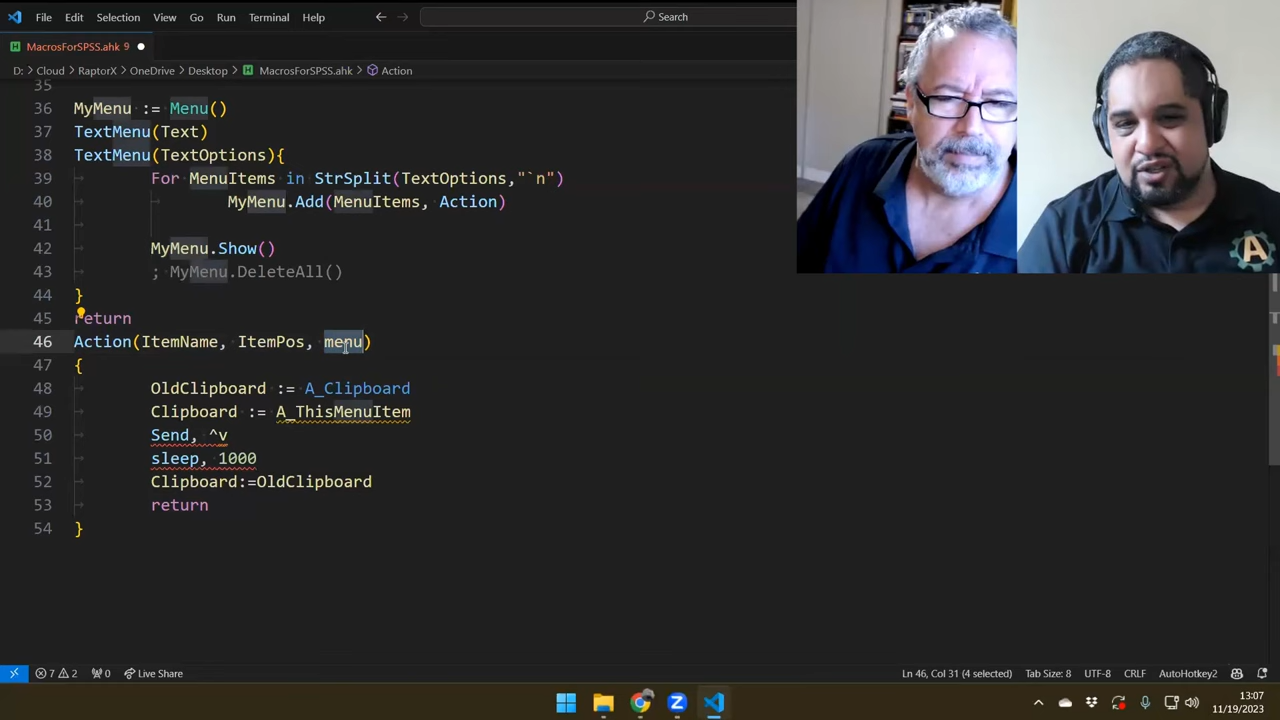 File Edit Selection View Go Run Terminal Help Search
MacrosForSPSS.ahk 9
D: > Cloud > RaptorX > OneDrive > Desktop > MacrosForSPSS.ahk > Action
35
36 MyMenu := Menu()
37 TextMenu(Text)
38 TextMenu(TextOptions){
39 For MenuItems in StrSplit(TextOptions,"`n")
40 MyMenu.Add(MenuItems, Action)
41
42 MyMenu.Show()
43 ; MyMenu.DeleteAll()
44 }
45 return
46 Action(ItemName, ItemPos, menu)
47 {
48 OldClipboard := A_Clipboard
49 Clipboard := A_ThisMenuItem
50 Send, ^v
51 sleep, 1000
52 Clipboard:=OldClipboard
53 return
54 }
7 2 0 Live Share Ln 46, Col 31 (4 selected) Tab Size: 8 UTF-8 CRLF AutoHotkey2
13:07
11/19/2023